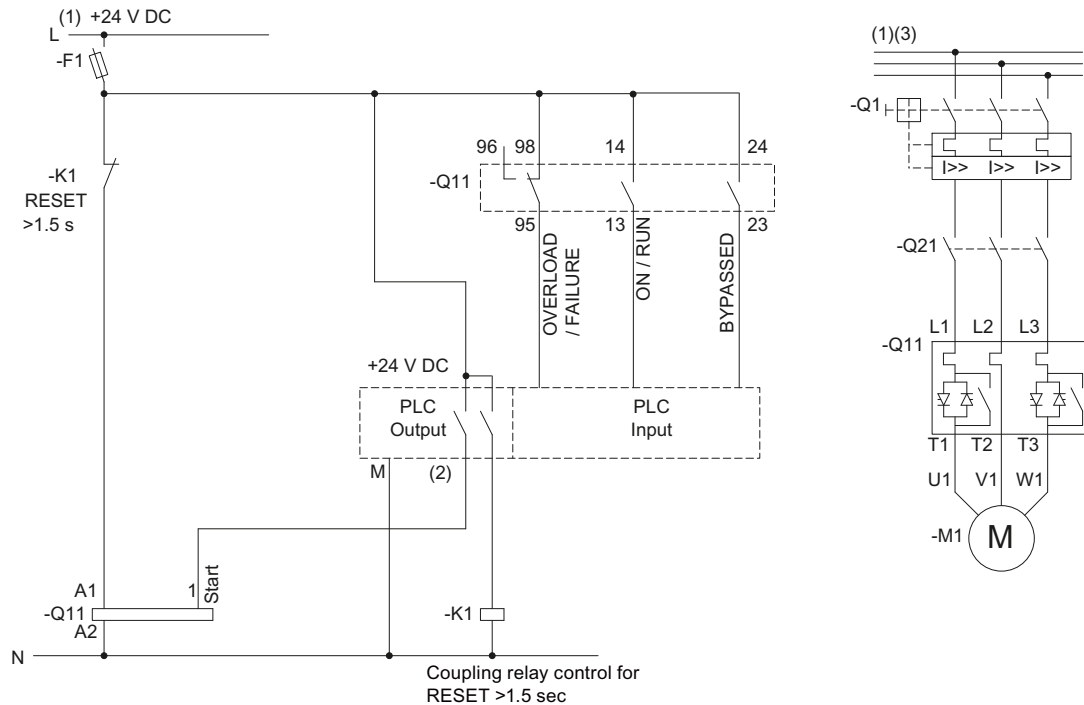 (1) +24 V DC
L
-F1
-K1
RESET
>1.5 s
96 98 14 24
-Q11
95 13 23
OVERLOAD
/ FAILURE
ON / RUN
BYPASSED
+24 V DC
PLC
Output
PLC
Input
M (2)
A1 1 Start
-Q11
A2
-K1
N
Coupling relay control for
RESET >1.5 sec
(1)(3)
-Q1
I>> I>> I>>
-Q21
L1 L2 L3
-Q11
T1 T2 T3
U1 V1 W1
-M1 M